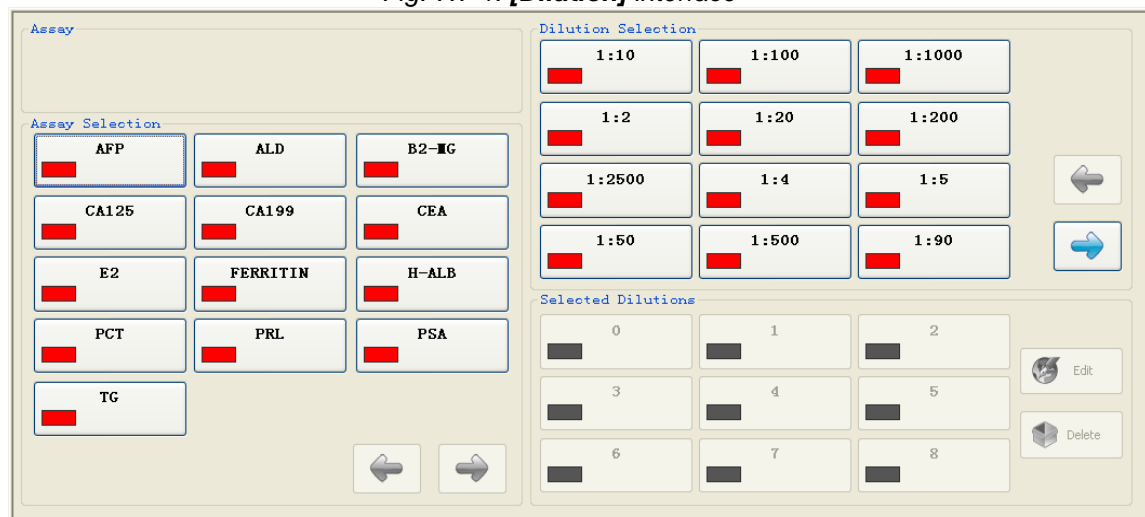 [Dilution] interface
Assay
Assay Selection
AFP ALD B2-MG
CA125 CA199 CEA
E2 FERRITIN H-ALB
PCT PRL PSA
TG
Dilution Selection
1:10 1:100 1:1000
1:2 1:20 1:200
1:2500 1:4 1:5
1:50 1:500 1:90
Selected Dilutions
0 1 2
3 4 5
6 7 8
Edit
Delete